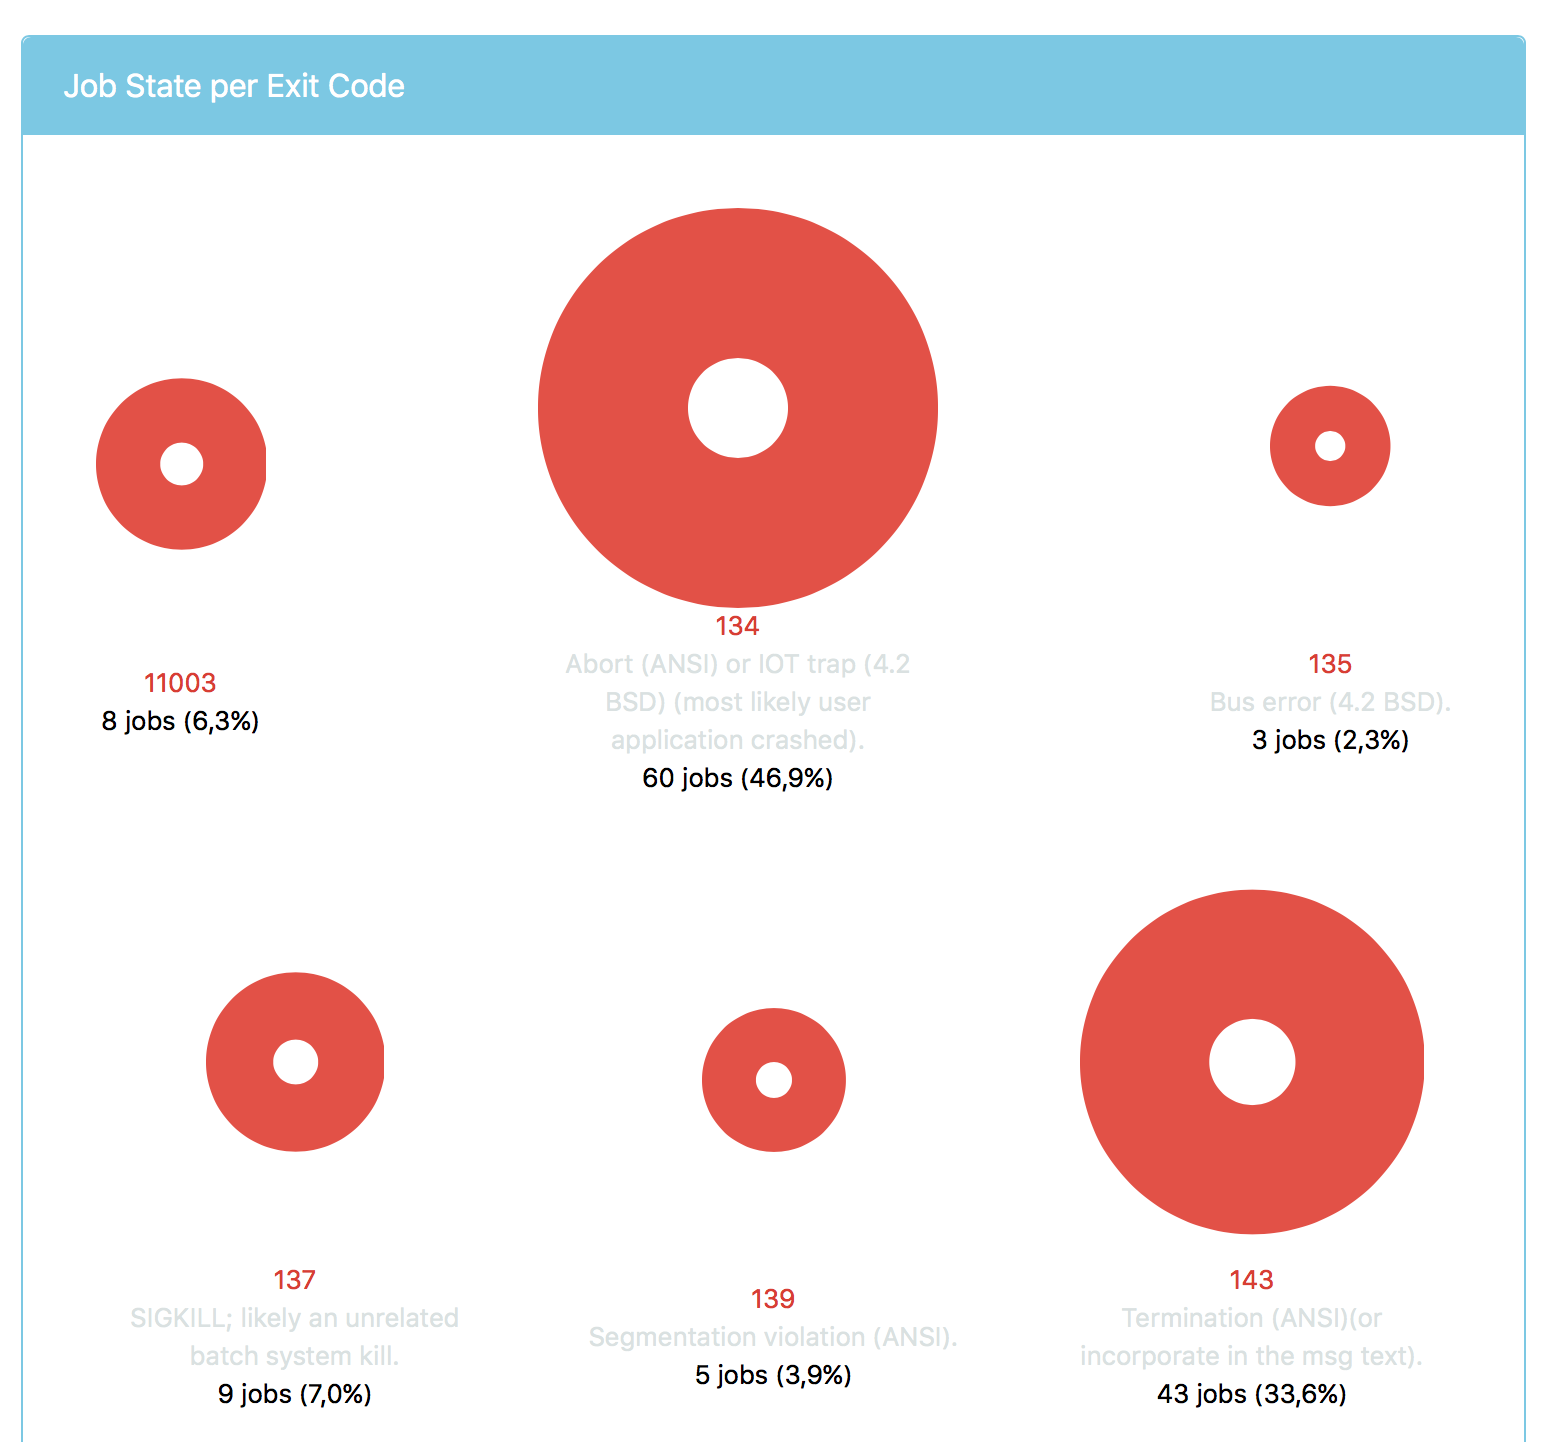 Job State per Exit Code
11003
8 jobs (6,3%)
134
Abort (ANSI) or IOT trap (4.2
BSD) (most likely user
application crashed).
60 jobs (46,9%)
135
Bus error (4.2 BSD).
3 jobs (2,3%)
137
SIGKILL; likely an unrelated
batch system kill.
9 jobs (7,0%)
139
Segmentation violation (ANSI).
5 jobs (3,9%)
143
Termination (ANSI)(or
incorporate in the msg text).
43 jobs (33,6%)